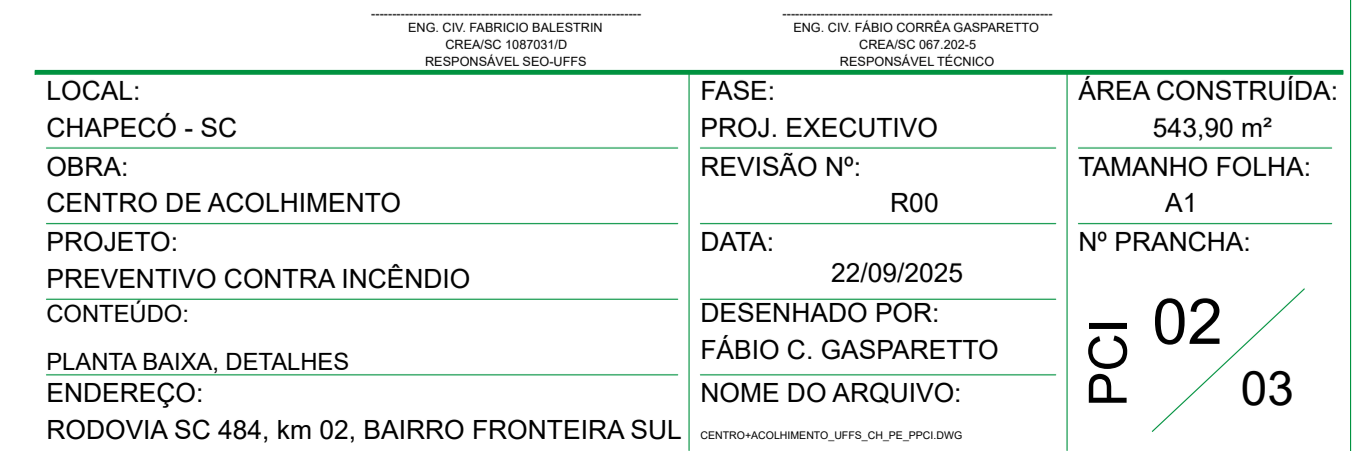 ENG. CIV. FABRICIO BALESTRIN
CREA/SC 1087031/D
RESPONSÁVEL SEO-UFFS
ENG. CIV. FÁBIO CORRÊA GASPARETTO
CREA/SC 067.202-5
RESPONSÁVEL TÉCNICO
LOCAL:
CHAPECÓ - SC
OBRA:
CENTRO DE ACOLHIMENTO
PROJETO:
PREVENTIVO CONTRA INCÊNDIO
CONTEÚDO:
PLANTA BAIXA, DETALHES
ENDEREÇO:
RODOVIA SC 484, km 02, BAIRRO FRONTEIRA SUL
FASE:
PROJ. EXECUTIVO
REVISÃO Nº:
R00
DATA:
22/09/2025
DESENHADO POR:
FÁBIO C. GASPARETTO
NOME DO ARQUIVO:
CENTRO+ACOLHIMENTO_UFFS_CH_PE_PPCI.DWG
ÁREA CONSTRUÍDA:
543,90 m²
TAMANHO FOLHA:
A1
Nº PRANCHA:
PCI
02
03